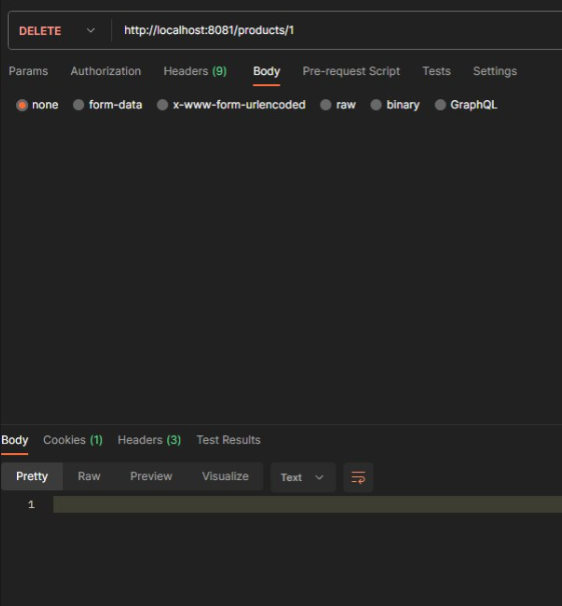 DELETE http://localhost:8081/products/1
Params Authorization Headers (9) Body Pre-request Script Tests Settings
none form-data x-www-form-urlencoded raw binary GraphQL
Body Cookies (1) Headers (3) Test Results
Pretty Raw Preview Visualize Text
1